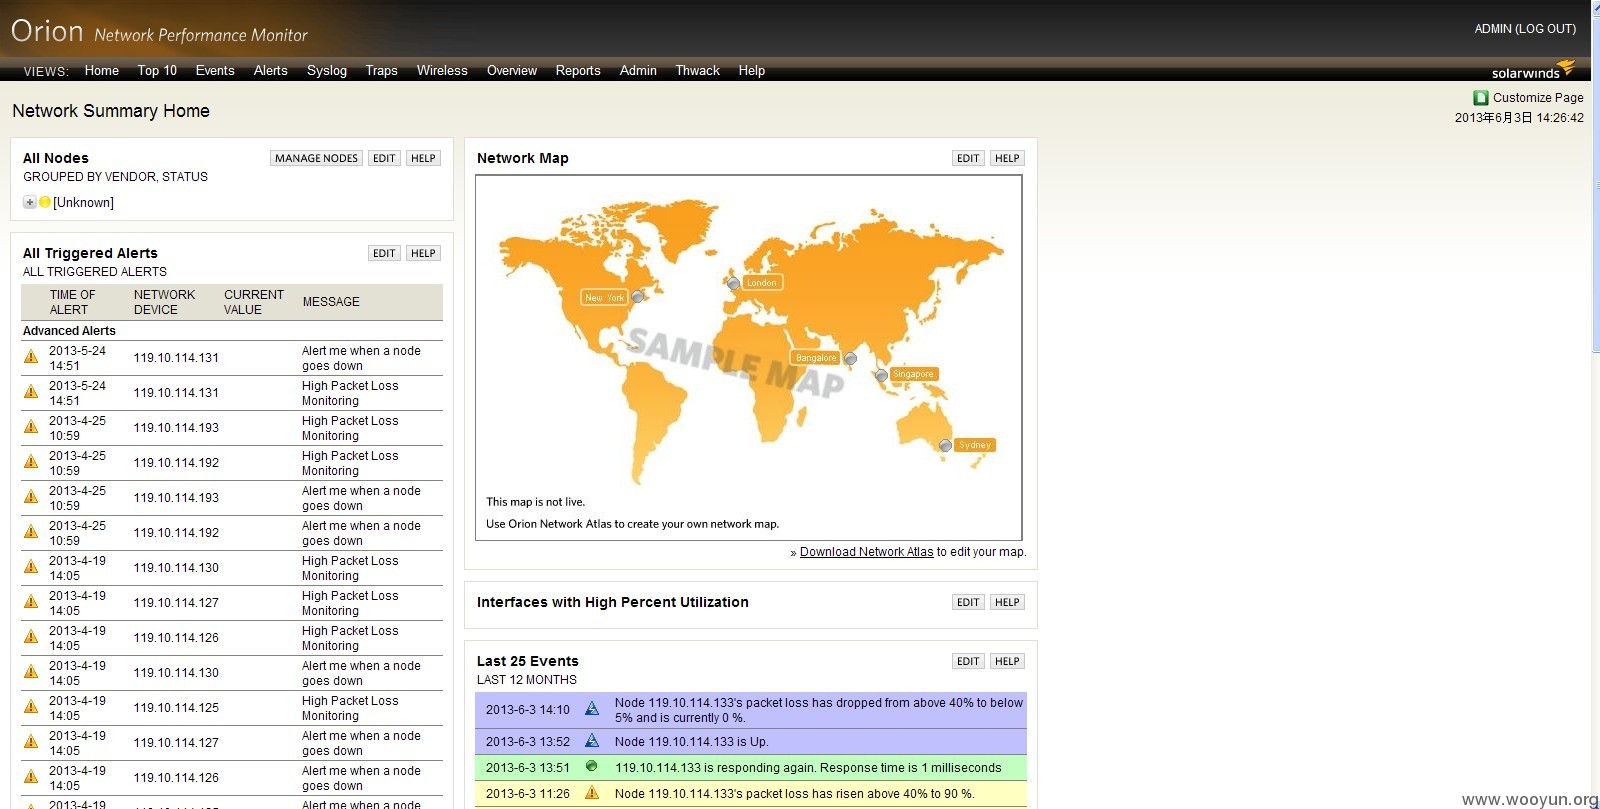 Orion Network Performance Monitor
ADMIN (LOG OUT)
VIEWS: Home Top 10 Events Alerts Syslog Traps Wireless Overview Reports Admin Thwack Help
solarwinds
Network Summary Home
Customize Page
2013年6月3日 14:26:42
All Nodes
MANAGE NODES EDIT HELP
GROUPED BY VENDOR, STATUS
[Unknown]
All Triggered Alerts
EDIT HELP
ALL TRIGGERED ALERTS
TIME OF ALERT NETWORK DEVICE CURRENT VALUE MESSAGE
Advanced Alerts
2013-5-24 14:51 119.10.114.131 Alert me when a node goes down
2013-5-24 14:51 119.10.114.131 High Packet Loss Monitoring
2013-4-25 10:59 119.10.114.193 High Packet Loss Monitoring
2013-4-25 10:59 119.10.114.192 High Packet Loss Monitoring
2013-4-25 10:59 119.10.114.193 Alert me when a node goes down
2013-4-25 10:59 119.10.114.192 Alert me when a node goes down
2013-4-19 14:05 119.10.114.130 High Packet Loss Monitoring
2013-4-19 14:05 119.10.114.127 High Packet Loss Monitoring
2013-4-19 14:05 119.10.114.126 High Packet Loss Monitoring
2013-4-19 14:05 119.10.114.130 Alert me when a node goes down
2013-4-19 14:05 119.10.114.125 High Packet Loss Monitoring
2013-4-19 14:05 119.10.114.127 Alert me when a node goes down
2013-4-19 14:05 119.10.114.126 Alert me when a node goes down
Alert me when a node
Network Map
EDIT HELP
New York
London
SAMPLE MAP
Bangalore
Singapore
Sydney
This map is not live.
Use Orion Network Atlas to create your own network map.
» Download Network Atlas to edit your map.
Interfaces with High Percent Utilization
EDIT HELP
Last 25 Events
EDIT HELP
LAST 12 MONTHS
2013-6-3 14:10 Node 119.10.114.133's packet loss has dropped from above 40% to below
5% and is currently 0 %.
2013-6-3 13:52 Node 119.10.114.133 is Up.
2013-6-3 13:51 119.10.114.133 is responding again. Response time is 1 milliseconds
2013-6-3 11:26 Node 119.10.114.133's packet loss has risen above 40% to 90 %.
www.wooyun.org